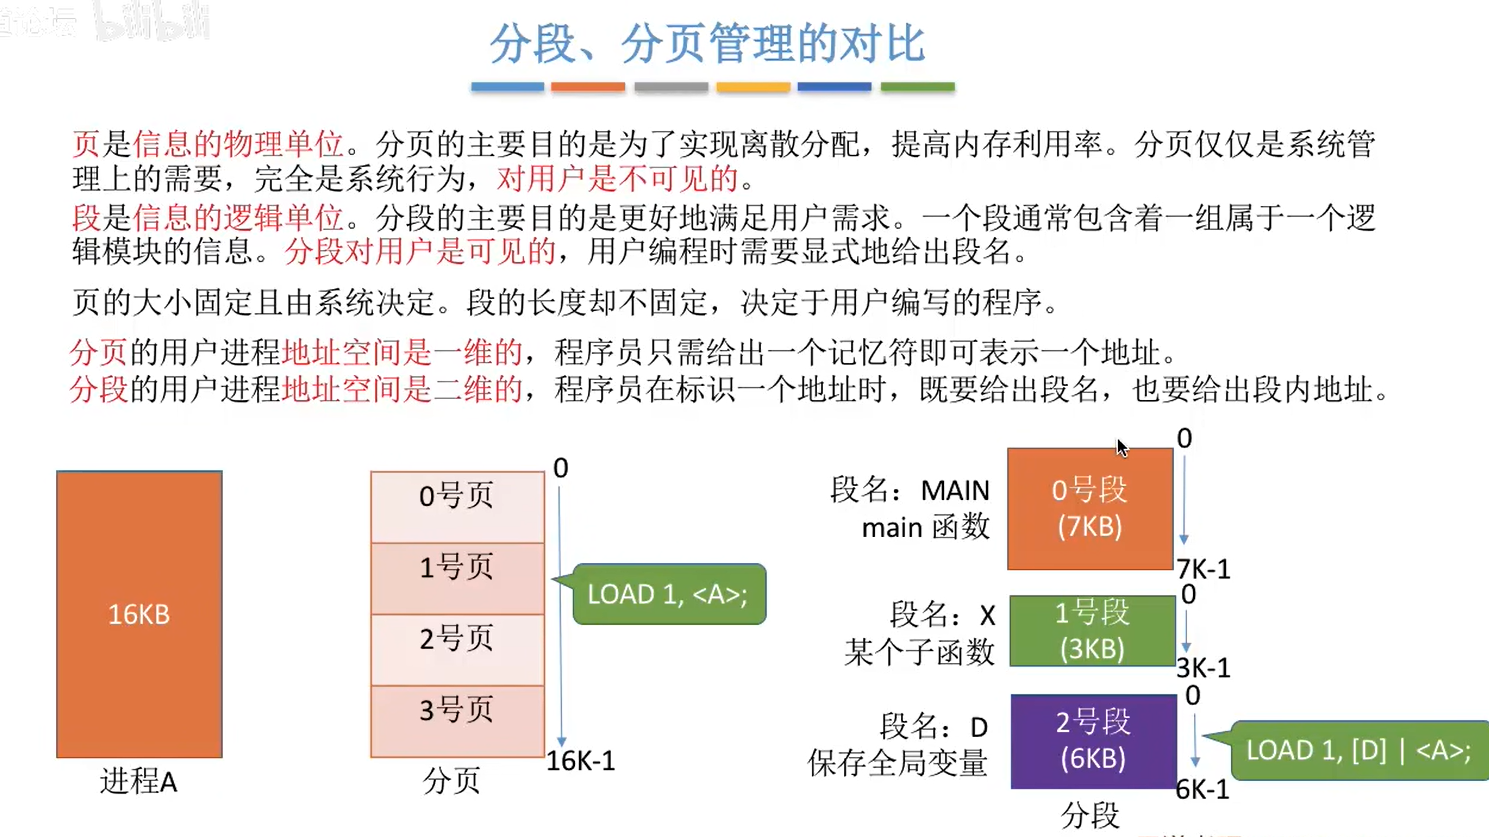 论坛 bilibili
分段、分页管理的对比
页是信息的物理单位。分页的主要目的是为了实现离散分配，提高内存利用率。分页仅仅是系统管
理上的需要，完全是系统行为，对用户是不可见的。
段是信息的逻辑单位。分段的主要目的是更好地满足用户需求。一个段通常包含着一组属于一个逻
辑模块的信息。分段对用户是可见的，用户编程时需要显式地给出段名。
页的大小固定且由系统决定。段的长度却不固定，决定于用户编写的程序。
分页的用户进程地址空间是一维的，程序员只需给出一个记忆符即可表示一个地址。
分段的用户进程地址空间是二维的，程序员在标识一个地址时，既要给出段名，也要给出段内地址。
16KB
进程A
0号页
1号页
2号页
3号页
0
16K-1
LOAD 1, <A>;
分页
段名：MAIN
main 函数
0号段
(7KB)
0
7K-1
段名：X
某个子函数
1号段
(3KB)
0
3K-1
段名：D
保存全局变量
2号段
(6KB)
0
6K-1
LOAD 1, [D] | <A>;
分段